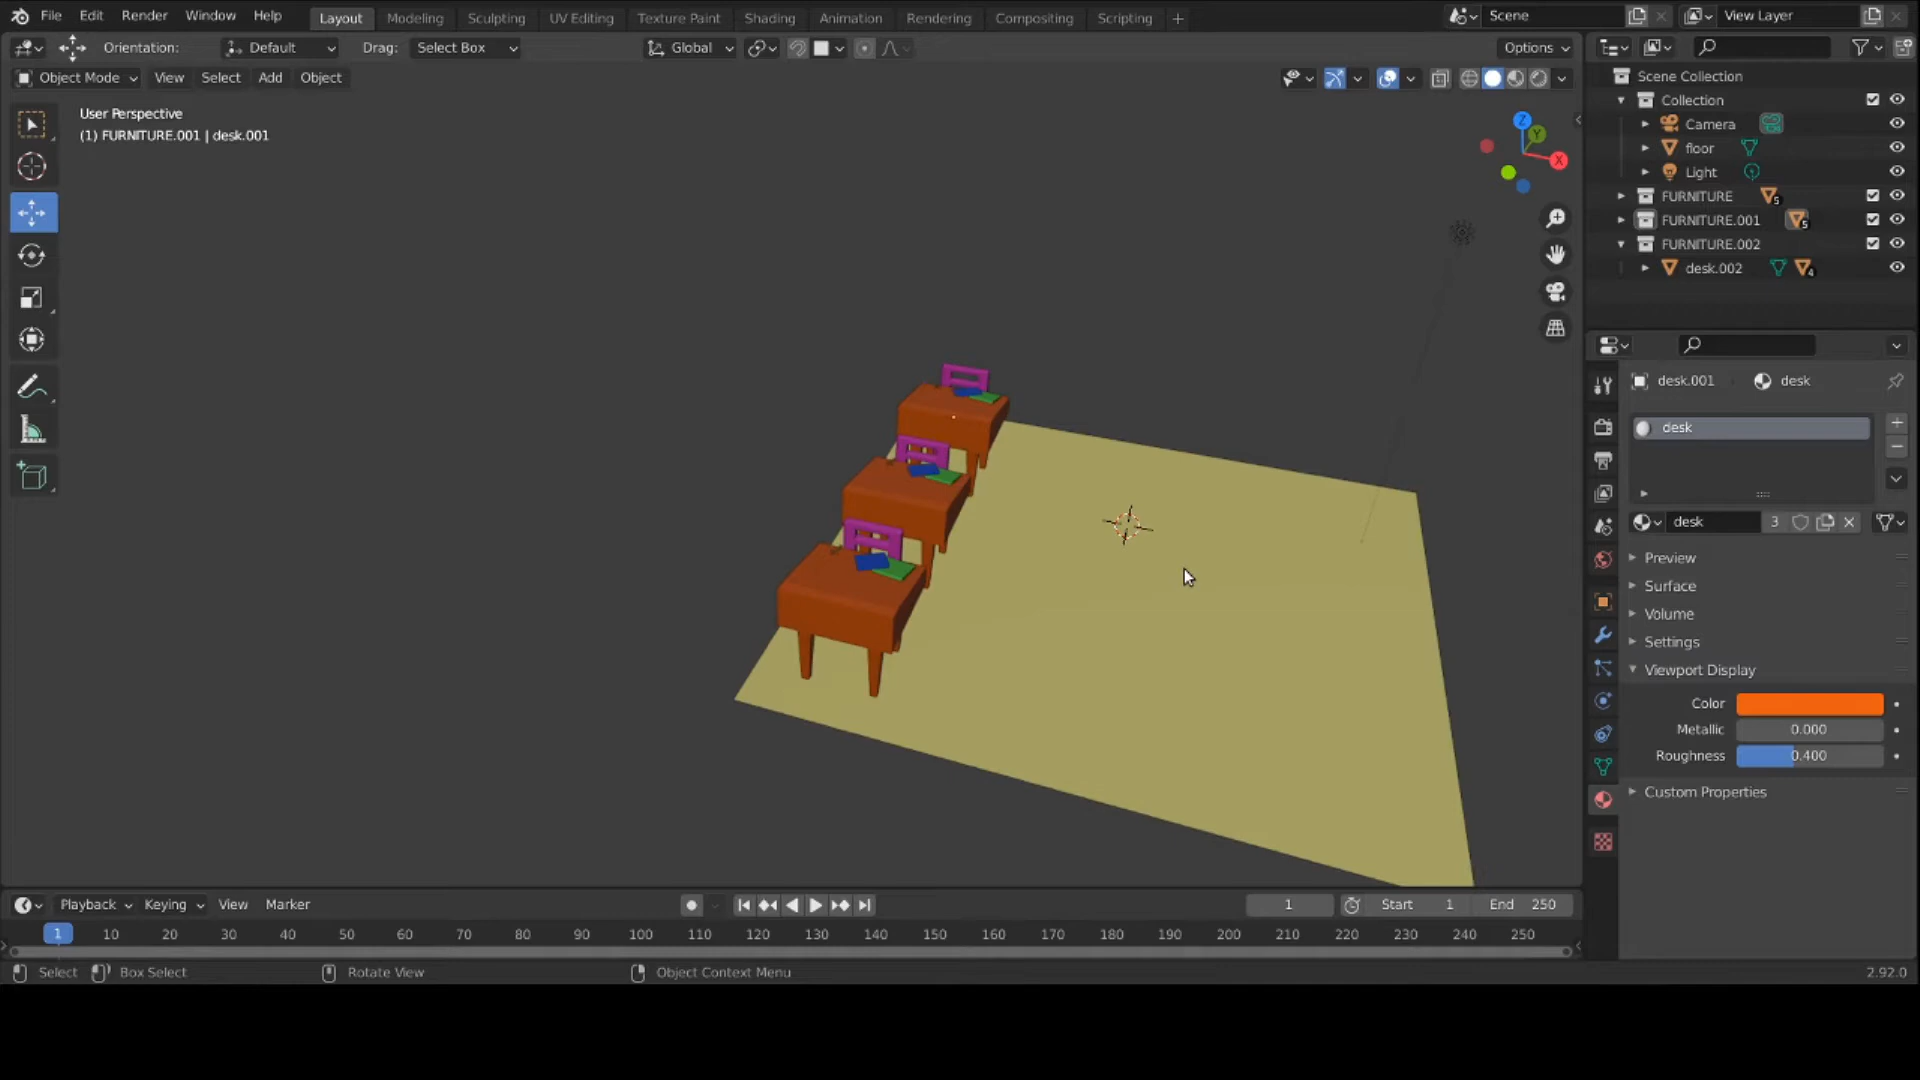 File Edit Render Window Help Layout Modeling Sculpting UV Editing Texture Paint Shading Animation Rendering Compositing Scripting + Scene View Layer
Orientation: Default Drag: Select Box Global Options
Object Mode View Select Add Object
User Perspective
(1) FURNITURE.001 | desk.001
Z
Y
X
Scene Collection
Collection
Camera
floor
Light
FURNITURE 5
FURNITURE.001 5
FURNITURE.002
desk.002 4
desk.001 desk
desk
desk 3
Preview
Surface
Volume
Settings
Viewport Display
Color
Metallic 0.000
Roughness 0.400
Custom Properties
Playback Keying View Marker 1 Start 1 End 250
1 10 20 30 40 50 60 70 80 90 100 110 120 130 140 150 160 170 180 190 200 210 220 230 240 250
Select Box Select Rotate View Object Context Menu 2.92.0